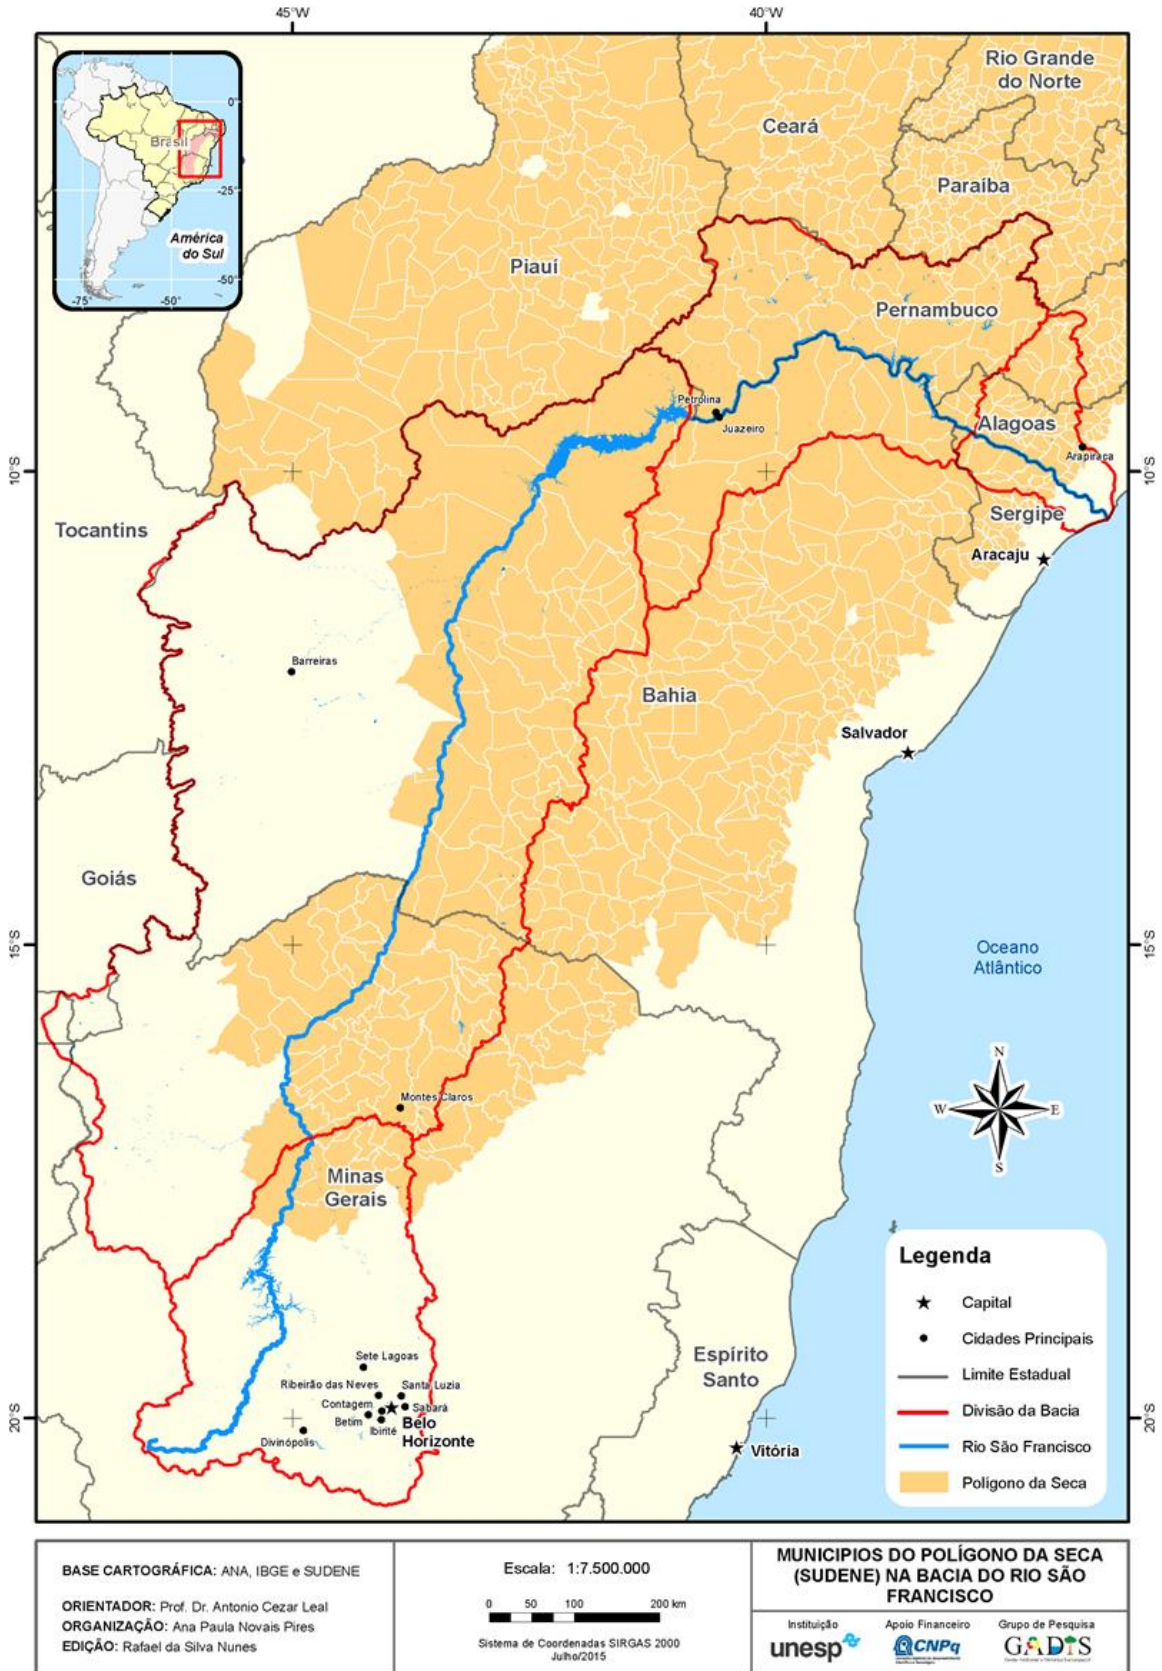 45°W
40°W
Rio Grande
do Norte
Ceará
0°
Brasil
Paraíba
-25
América
do Sul
-50°
-75°
-50°
Piauí
Pernambuco
Petrolina
Juazeiro
Alagoas
Arapiraca
10°S
10°S
Sergipe
Tocantins
Aracaju
Barreiras
Bahia
Salvador
Goiás
15°S
15°S
Oceano
Atlântico
N
W
E
S
Montes Claros
Minas
Gerais
Legenda
Capital
Cidades Principais
Limite Estadual
Divisão da Bacia
Rio São Francisco
Poligono da Seca
Espírito
Santo
Sete Lagoas
Ribeirão das Neves
Santa Luzia
Contagem
Sabará
Betim
Ibirité
Belo
Horizonte
Divinópolis
20°S
20°S
Vitória
BASE CARTOGRÁFICA: ANA, IBGE e SUDENE
ORIENTADOR: Prof. Dr. Antonio Cezar Leal
ORGANIZAÇÃO: Ana Paula Novais Pires
EDIÇÃO: Rafael da Silva Nunes
Escala: 1:7.500.000
0 50 100 200 km
Sistema de Coordenadas SIRGAS 2000
Julho/2015
MUNICIPIOS DO POLÍGONO DA SECA
(SUDENE) NA BACIA DO RIO SÃO
FRANCISCO
Instituição
Apoio Financeiro
Grupo de Pesquisa
unesp
CNPq
GADIS